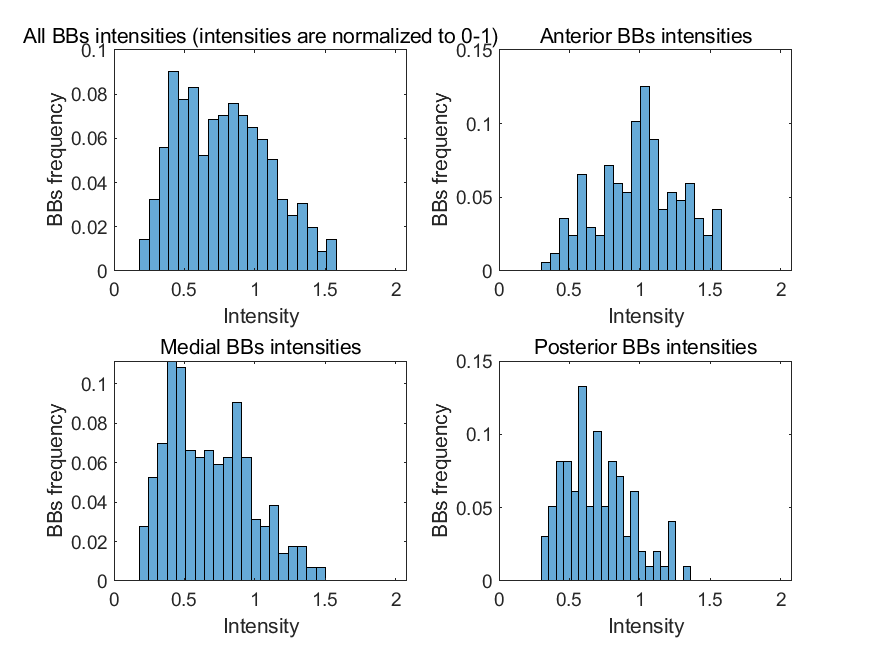 All BBs intensities (intensities are normalized to 0-1)
0.1
0.08
0.06
0.04
0.02
0
BBs frequency
0 0.5 1 1.5 2
Intensity
Anterior BBs intensities
0.15
0.1
0.05
0
BBs frequency
0 0.5 1 1.5 2
Intensity
Medial BBs intensities
0.1
0.08
0.06
0.04
0.02
0
BBs frequency
0 0.5 1 1.5 2
Intensity
Posterior BBs intensities
0.15
0.1
0.05
0
BBs frequency
0 0.5 1 1.5 2
Intensity